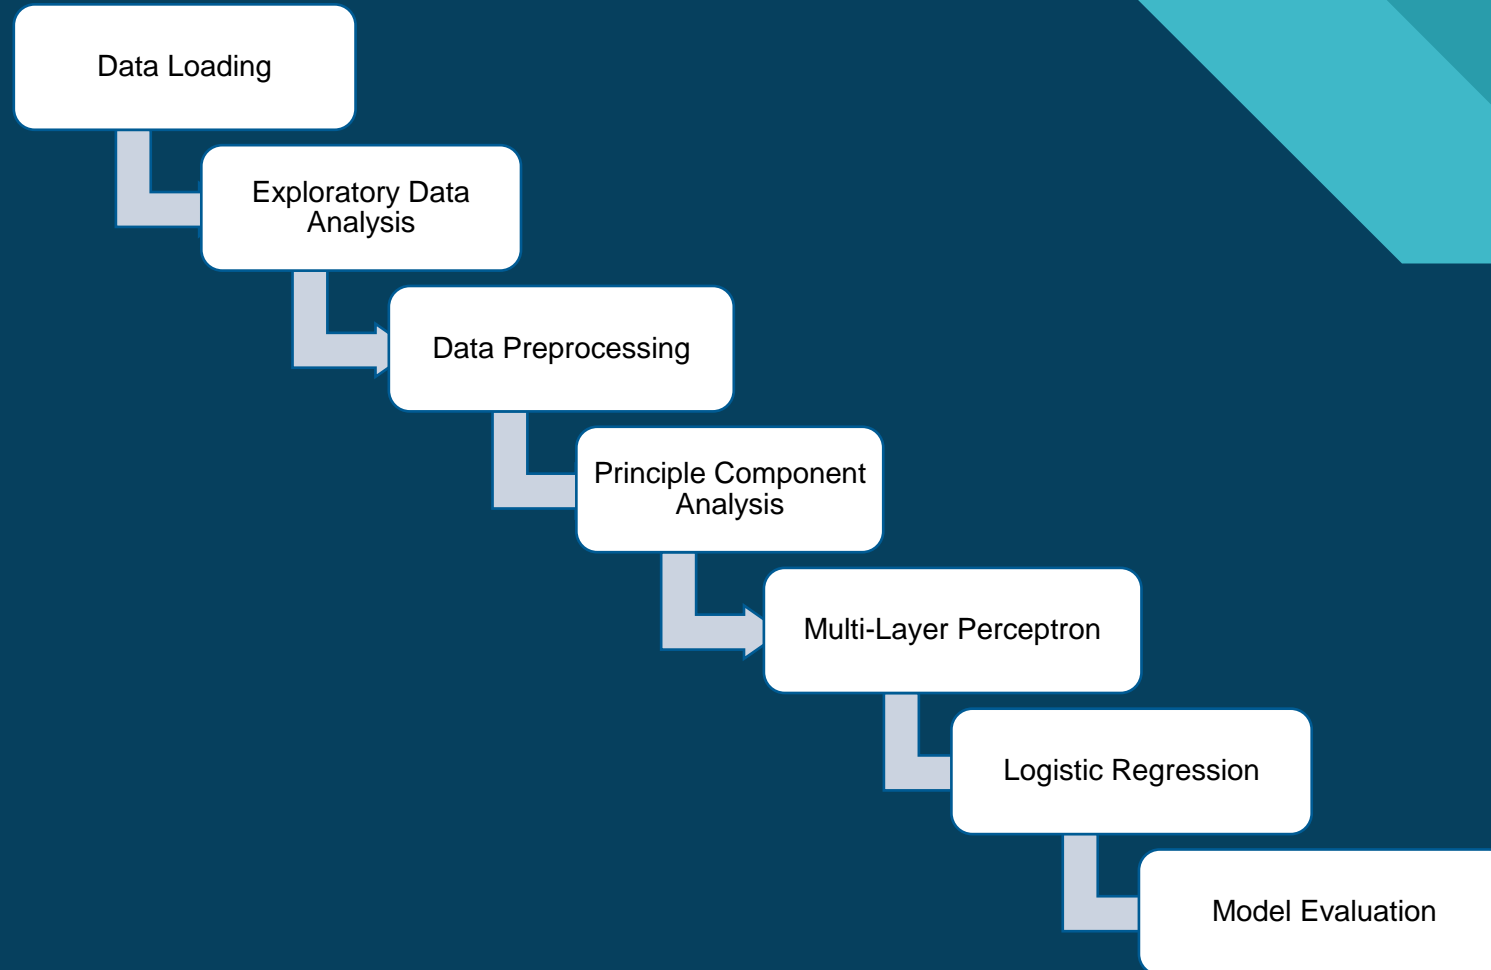 Data Loading
Exploratory Data
Analysis
Data Preprocessing
Principle Component
Analysis
Multi-Layer Perceptron
Logistic Regression
Model Evaluation